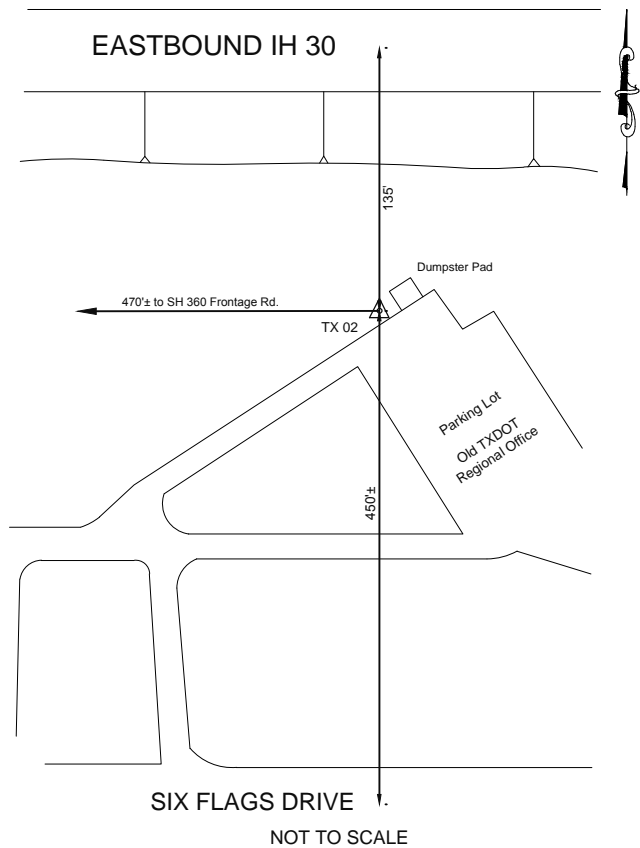 EASTBOUND IH 30
135'
Dumpster Pad
470'± to SH 360 Frontage Rd.
TX 02
Parking Lot
Old TXDOT
Regional Office
450'±
SIX FLAGS DRIVE
NOT TO SCALE